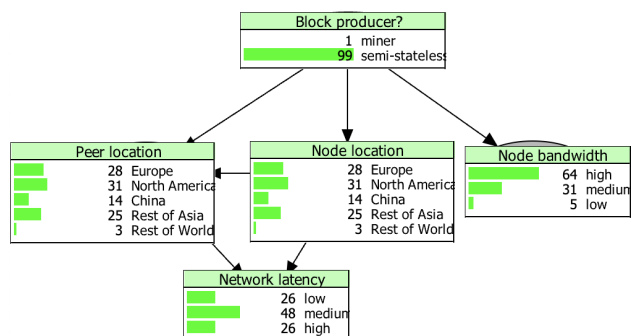 Block producer?
1 miner
99 semi-stateless
Peer location
28 Europe
31 North America
14 China
25 Rest of Asia
3 Rest of World
Node location
28 Europe
31 North America
14 China
25 Rest of Asia
3 Rest of World
Node bandwidth
64 high
31 medium
5 low
Network latency
26 low
48 medium
26 high